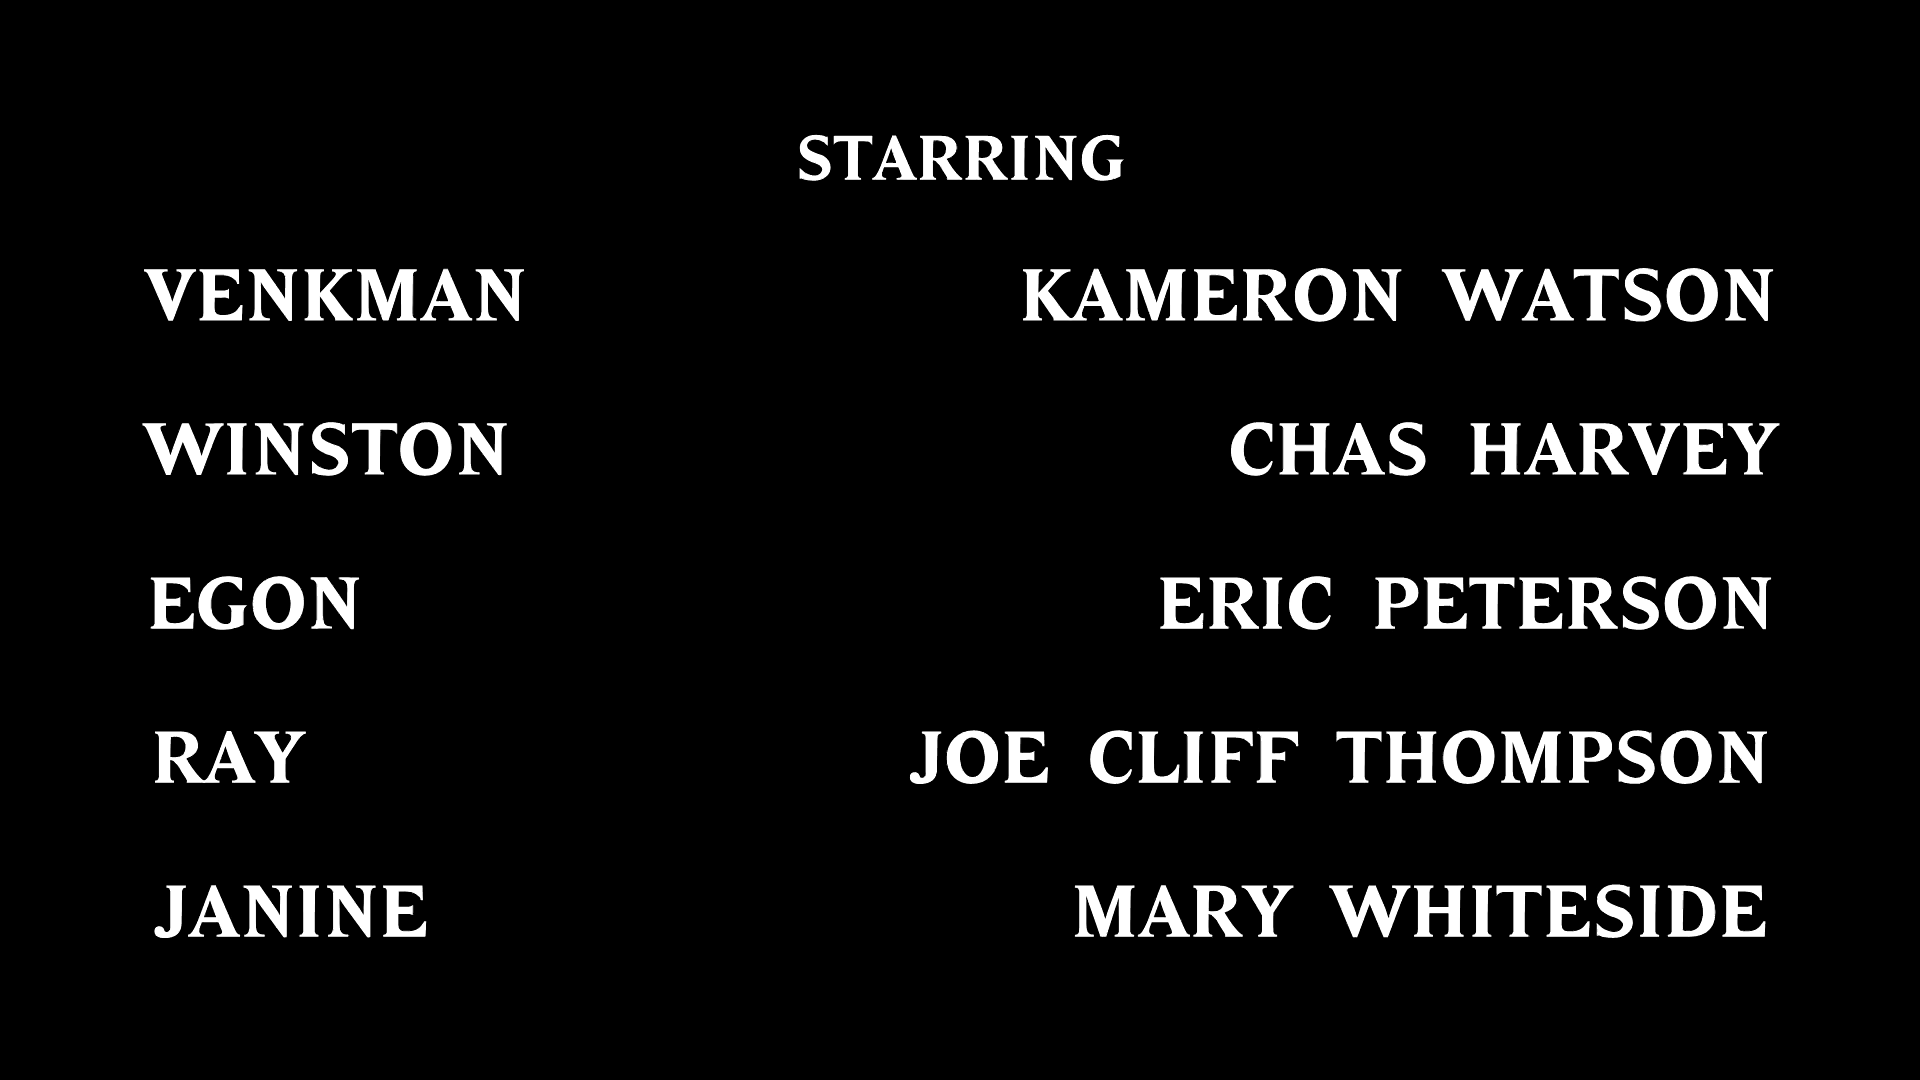 STARRING
VENKMAN KAMERON WATSON
WINSTON CHAS HARVEY
EGON ERIC PETERSON
RAY JOE CLIFF THOMPSON
JANINE MARY WHITESIDE